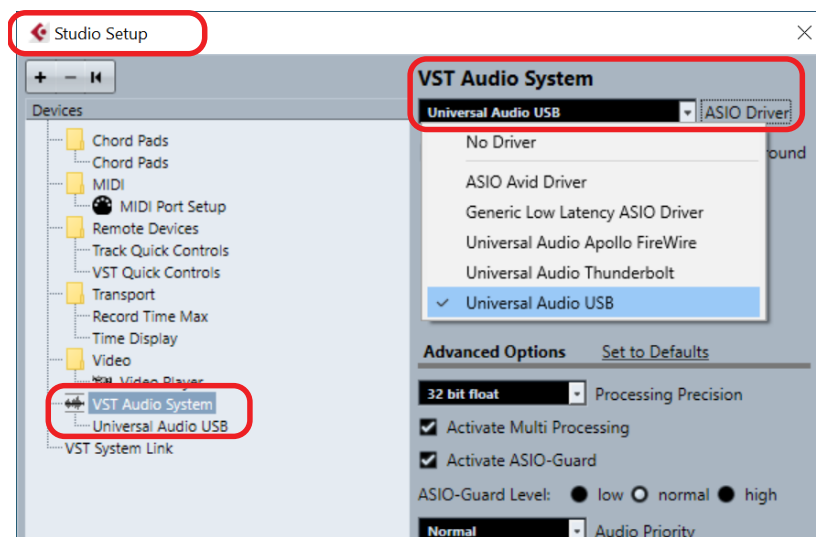 Studio Setup
Devices
Chord Pads
Chord Pads
MIDI
MIDI Port Setup
Remote Devices
Track Quick Controls
VST Quick Controls
Transport
Record Time Max
Time Display
Video
Video Player
VST Audio System
Universal Audio USB
VST System Link
VST Audio System
Universal Audio USB ASIO Driver
No Driver
ound
ASIO Avid Driver
Generic Low Latency ASIO Driver
Universal Audio Apollo FireWire
Universal Audio Thunderbolt
Universal Audio USB
Advanced Options Set to Defaults
32 bit float Processing Precision
Activate Multi Processing
Activate ASIO-Guard
ASIO-Guard Level: low normal high
Normal Audio Priority